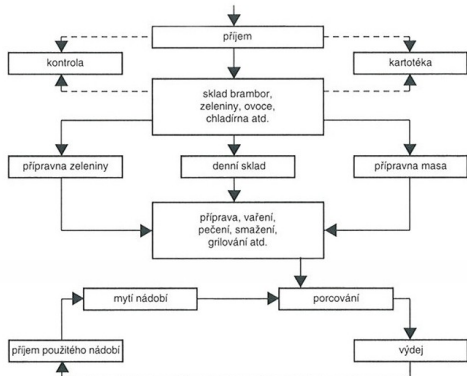 příjem
kontrola
kartotéka
sklad brambor,
zeleniny, ovoce,
chladírna atd.
přípravna zeleniny
denní sklad
přípravna masa
příprava, vaření,
pečení, smažení,
grilování atd.
mytí nádobí
porcování
příjem použitého nádobí
výdej